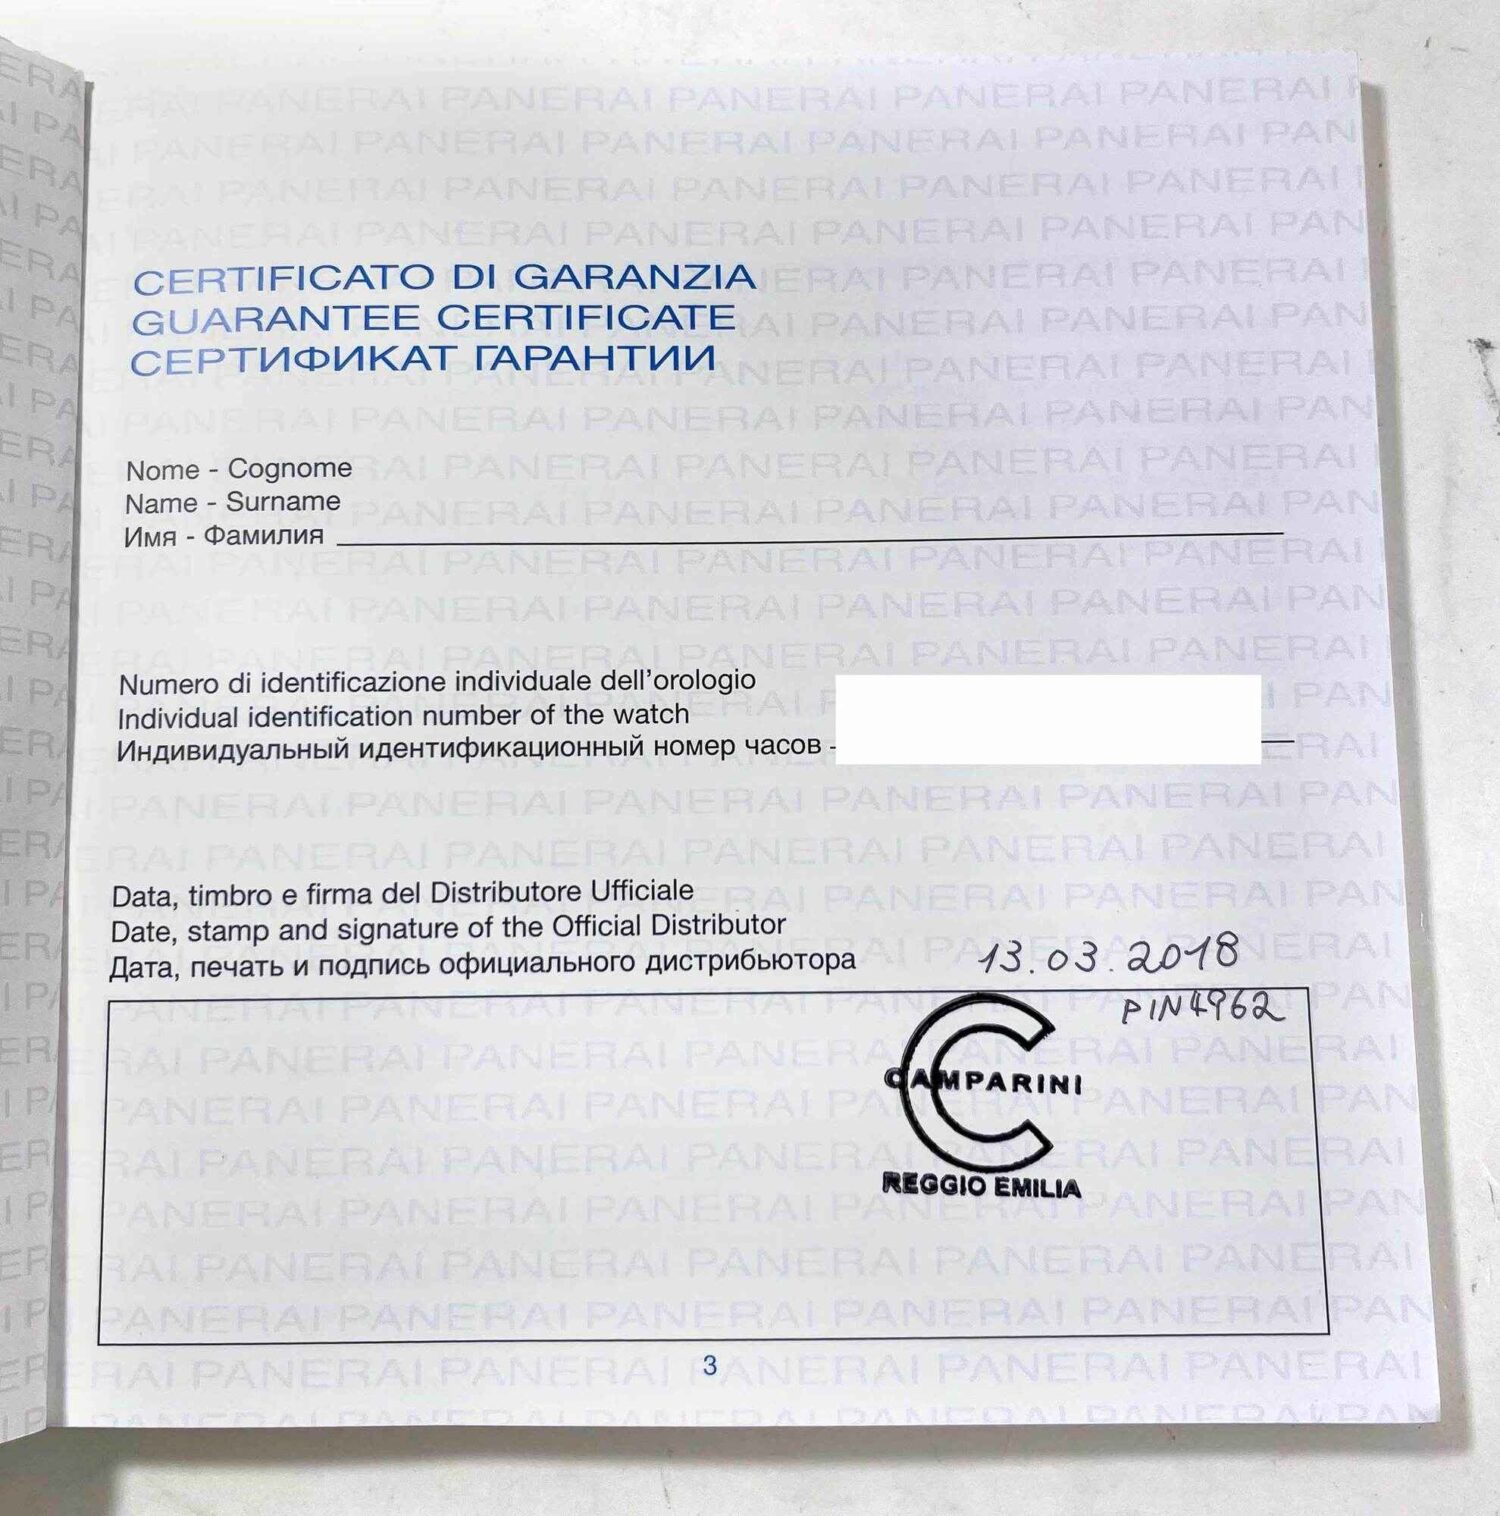 CERTIFICATO DI GARANZIA
GUARANTEE CERTIFICATE
СЕРТИФИКАТ ГАРАНТИИ
Nome - Cognome
Name - Surname
Имя - Фамилия
Numero di identificazione individuale dell'orologio
Individual identification number of the watch
Индивидуальный идентификационный номер часов
Data, timbro e firma del Distributore Ufficiale
Date, stamp and signature of the Official Distributor
Дата, печать и подпись официального дистрибьютора
13.03.2018
PIN4962
CAMPARINI
REGGIO EMILIA
3